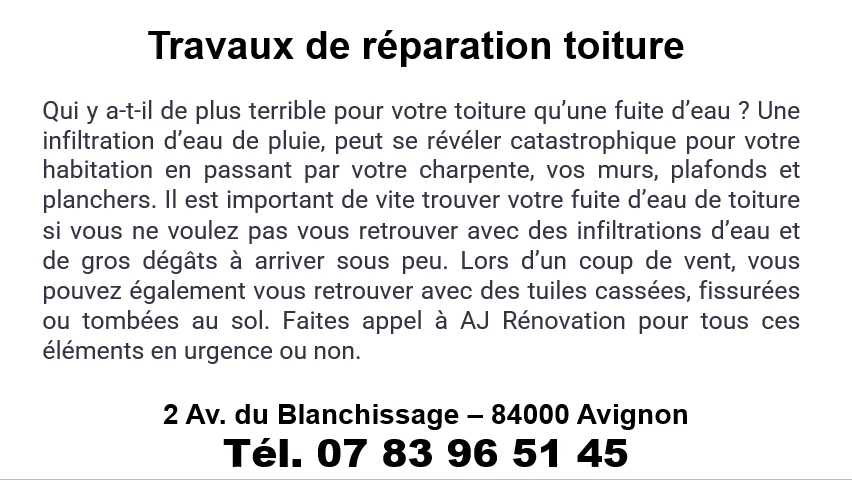 Travaux de réparation toiture
Qui y a-t-il de plus terrible pour votre toiture qu’une fuite d’eau ? Une
infiltration d’eau de pluie, peut se révéler catastrophique pour votre
habitation en passant par votre charpente, vos murs, plafonds et
planchers. Il est important de vite trouver votre fuite d’eau de toiture
si vous ne voulez pas vous retrouver avec des infiltrations d’eau et
de gros dégâts à arriver sous peu. Lors d’un coup de vent, vous
pouvez également vous retrouver avec des tuiles cassées, fissurées
ou tombées au sol. Faites appel à AJ Rénovation pour tous ces
éléments en urgence ou non.
2 Av. du Blanchissage – 84000 Avignon
Tél. 07 83 96 51 45